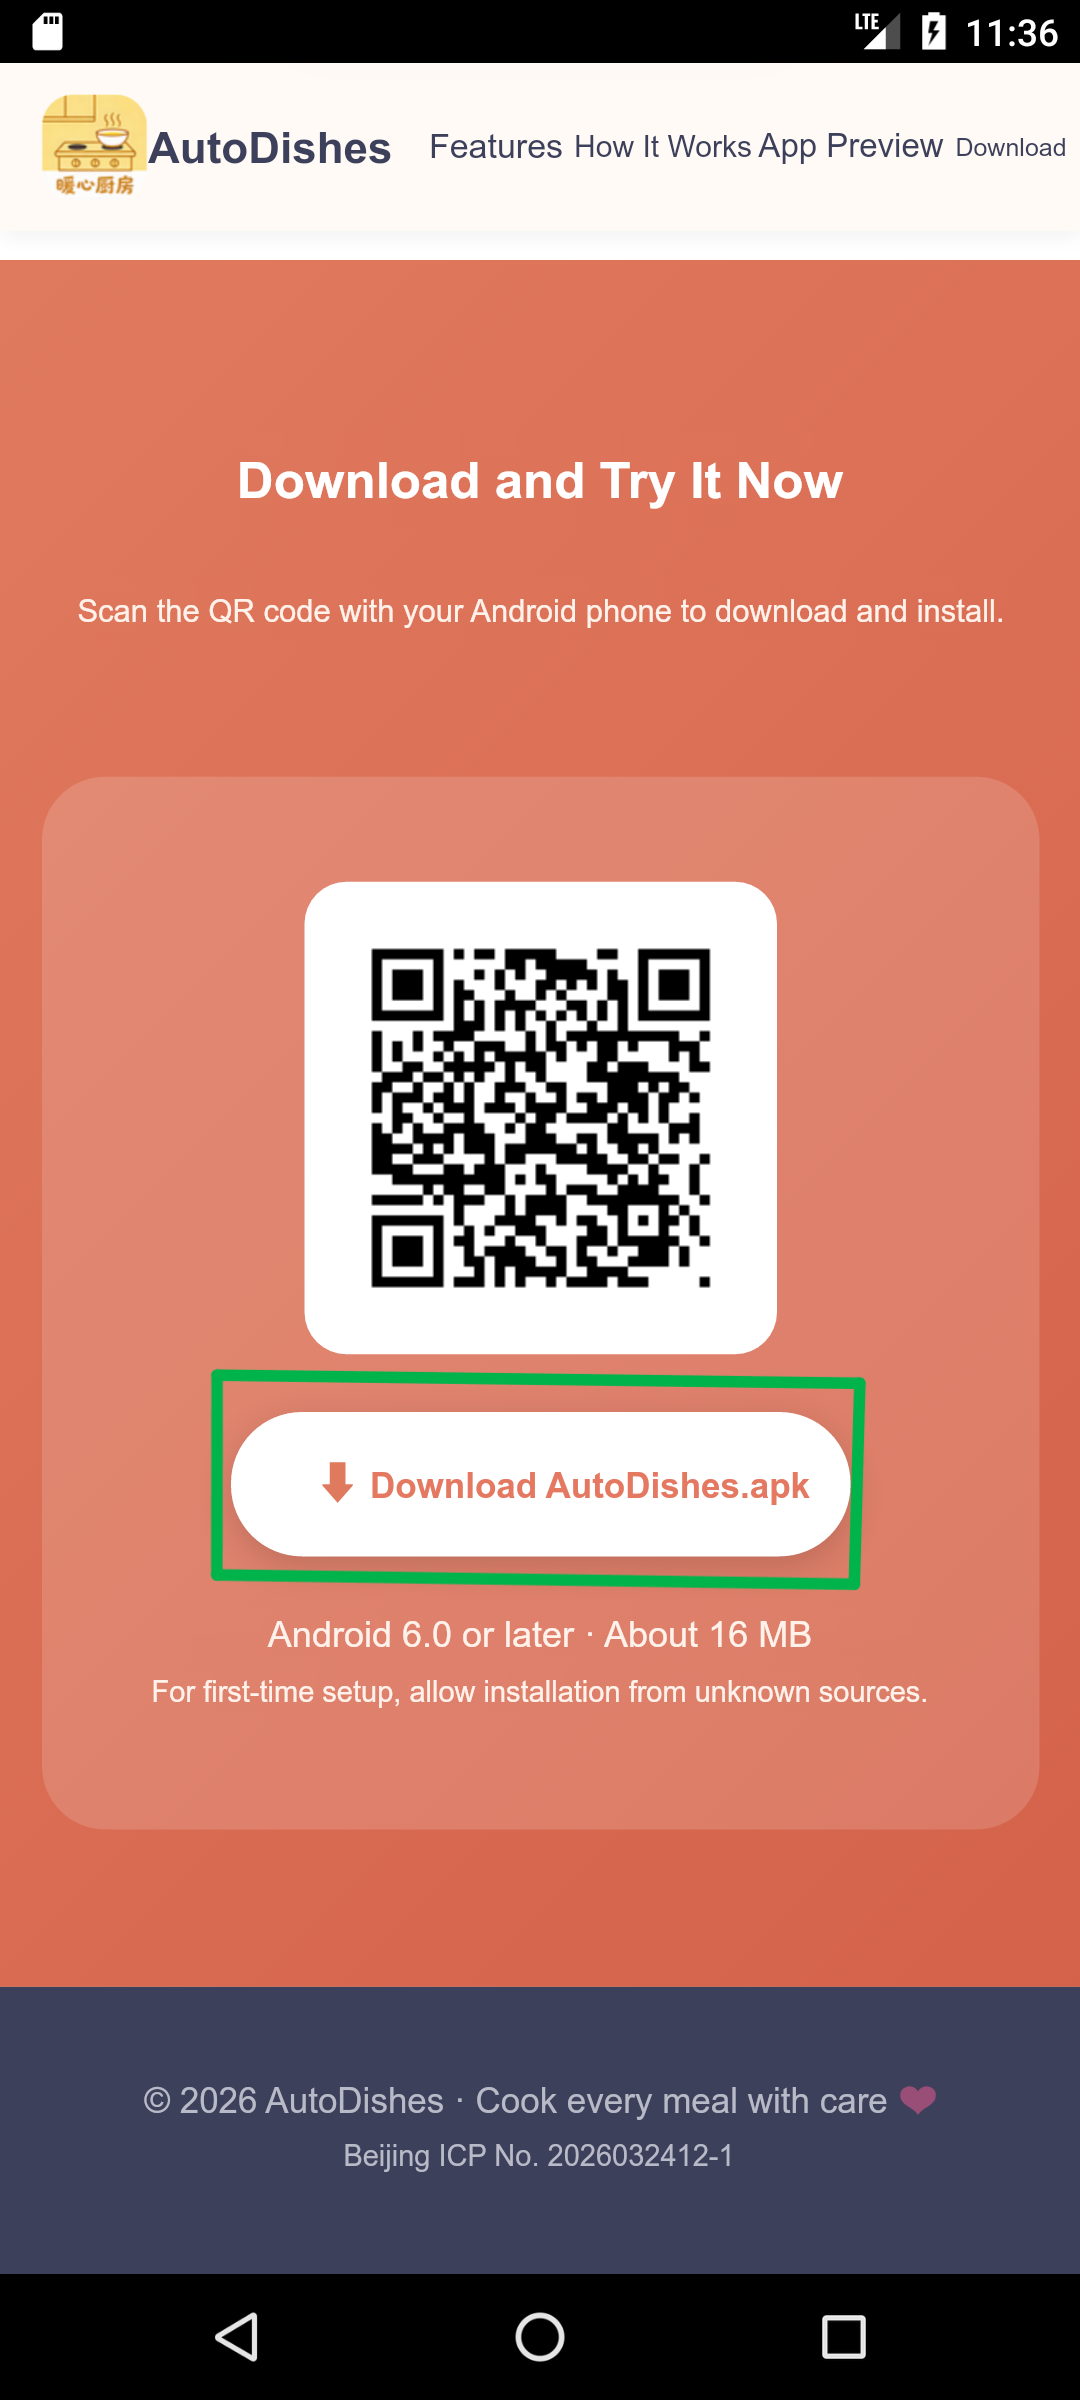 LTE 11:36
暖心厨房
AutoDishes Features How It Works App Preview Download
Download and Try It Now
Scan the QR code with your Android phone to download and install.
Download AutoDishes.apk
Android 6.0 or later · About 16 MB
For first-time setup, allow installation from unknown sources.
© 2026 AutoDishes · Cook every meal with care ❤
Beijing ICP No. 2026032412-1